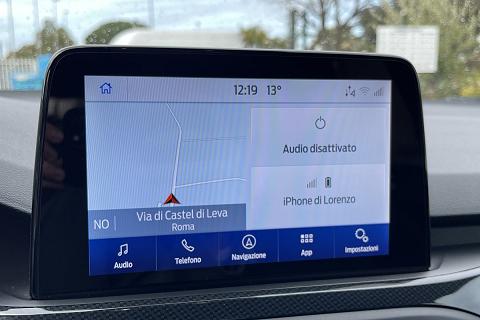 12:19 13°
Audio disattivato
iPhone di Lorenzo
NO
Via di Castel di Leva
Roma
Audio
Telefono
Navigazione
App
Impostazioni